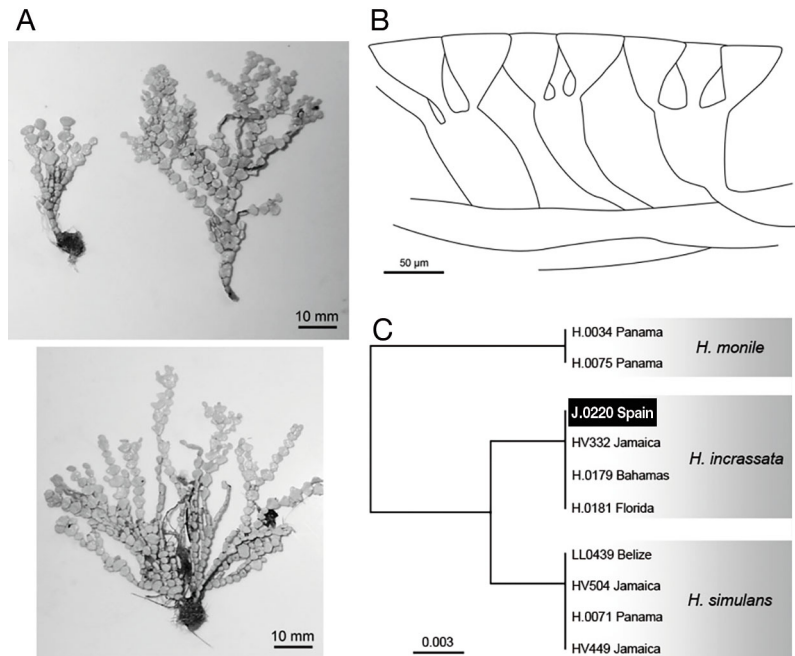 A
10 mm
10 mm
B
50 µm
C
H.0034 Panama
H.0075 Panama
H. monile
J.0220 Spain
HV332 Jamaica
H.0179 Bahamas
H.0181 Florida
H. incrassata
LL0439 Belize
HV504 Jamaica
H.0071 Panama
HV449 Jamaica
H. simulans
0.003